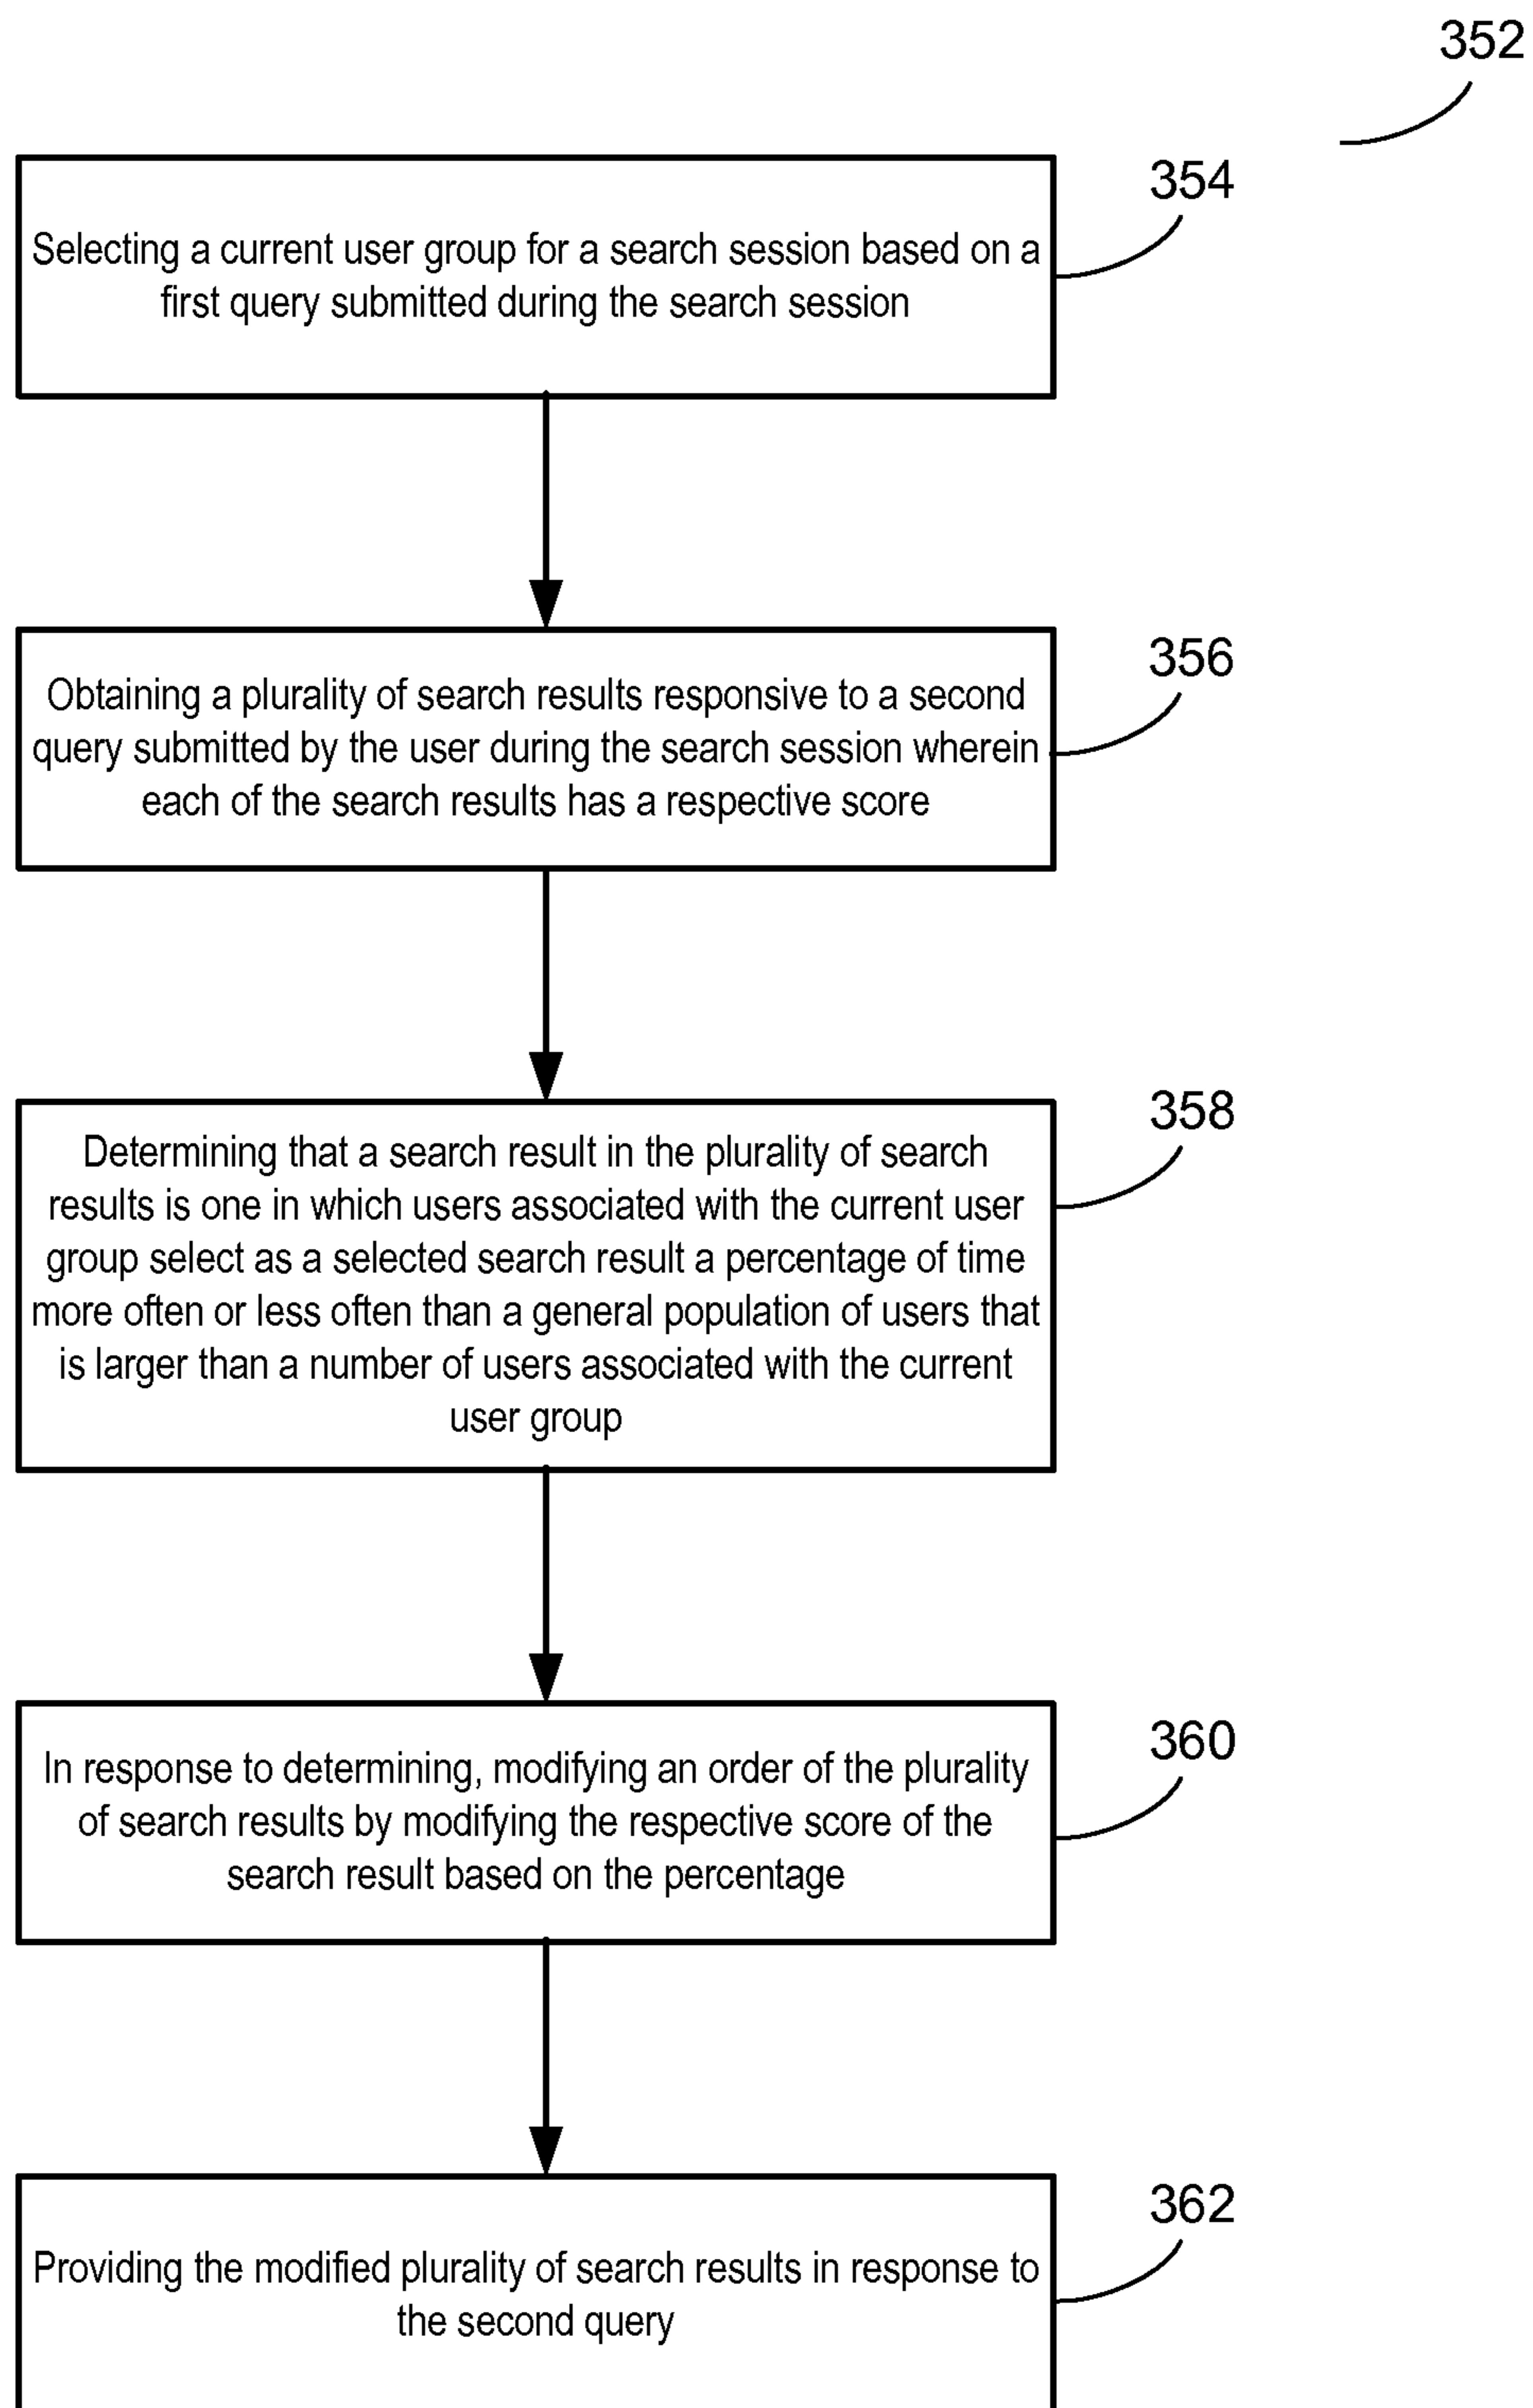 352
354
Selecting a current user group for a search session based on a
first query submitted during the search session
356
Obtaining a plurality of search results responsive to a second
query submitted by the user during the search session wherein
each of the search results has a respective score
358
Determining that a search result in the plurality of search
results is one in which users associated with the current user
group select as a selected search result a percentage of time
more often or less often than a general population of users that
is larger than a number of users associated with the current
user group
360
In response to determining, modifying an order of the plurality
of search results by modifying the respective score of the
search result based on the percentage
362
Providing the modified plurality of search results in response to
the second query